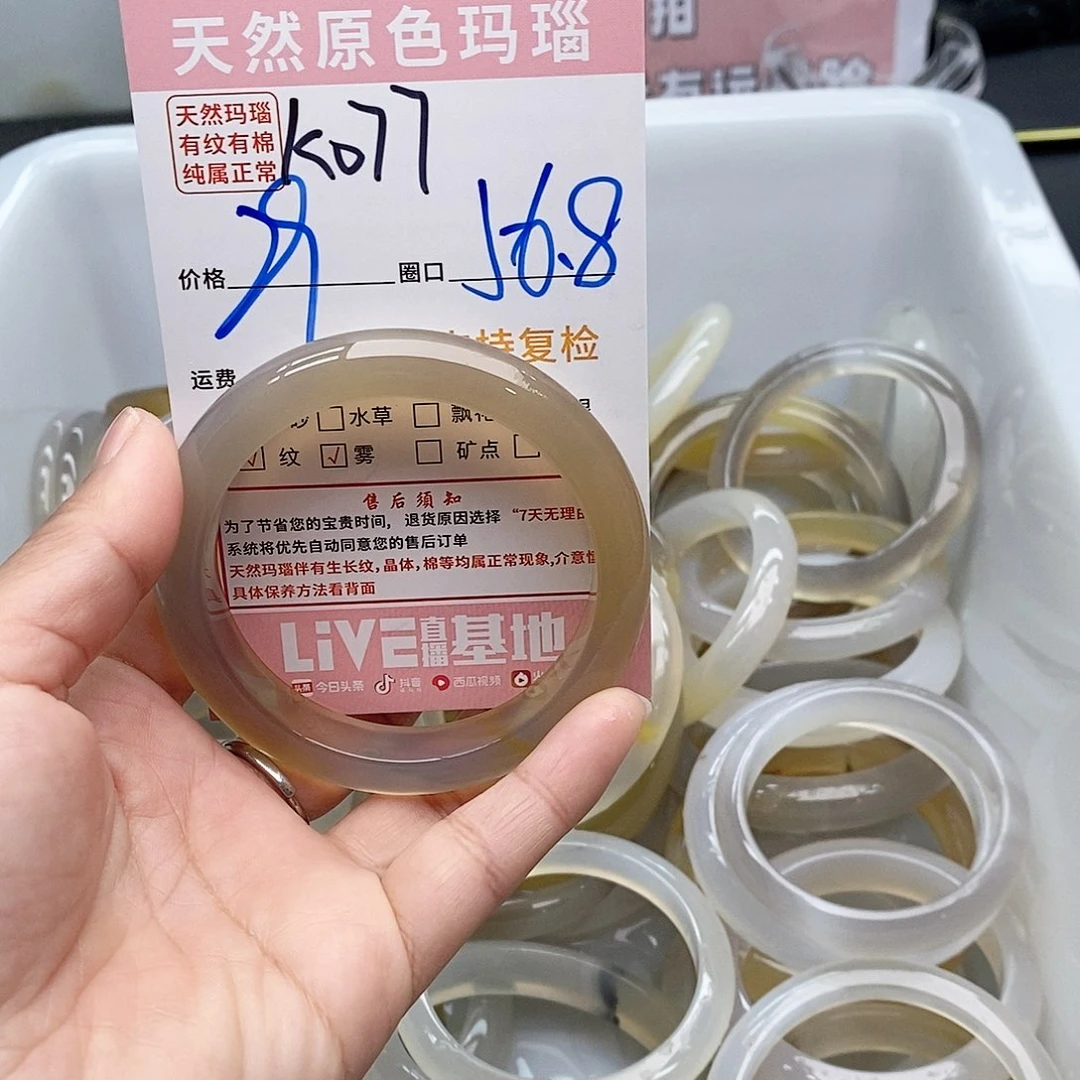 天然原色玛瑙
天然玛瑙
有纹有棉
纯属正常
K077
价格
圈口 56.8
持复检
运费
水草
纹 √雾 矿点
售后须知
为了节省您的宝贵时间, 退货原因选择 “7天无理由
系统将优先自动同意您的售后订单
天然玛瑙伴有生长纹,晶体,棉等均属正常现象,介意
具体保养方法看背面
LiVE直播基地
头条 今日头条 抖音 西瓜视频
拍